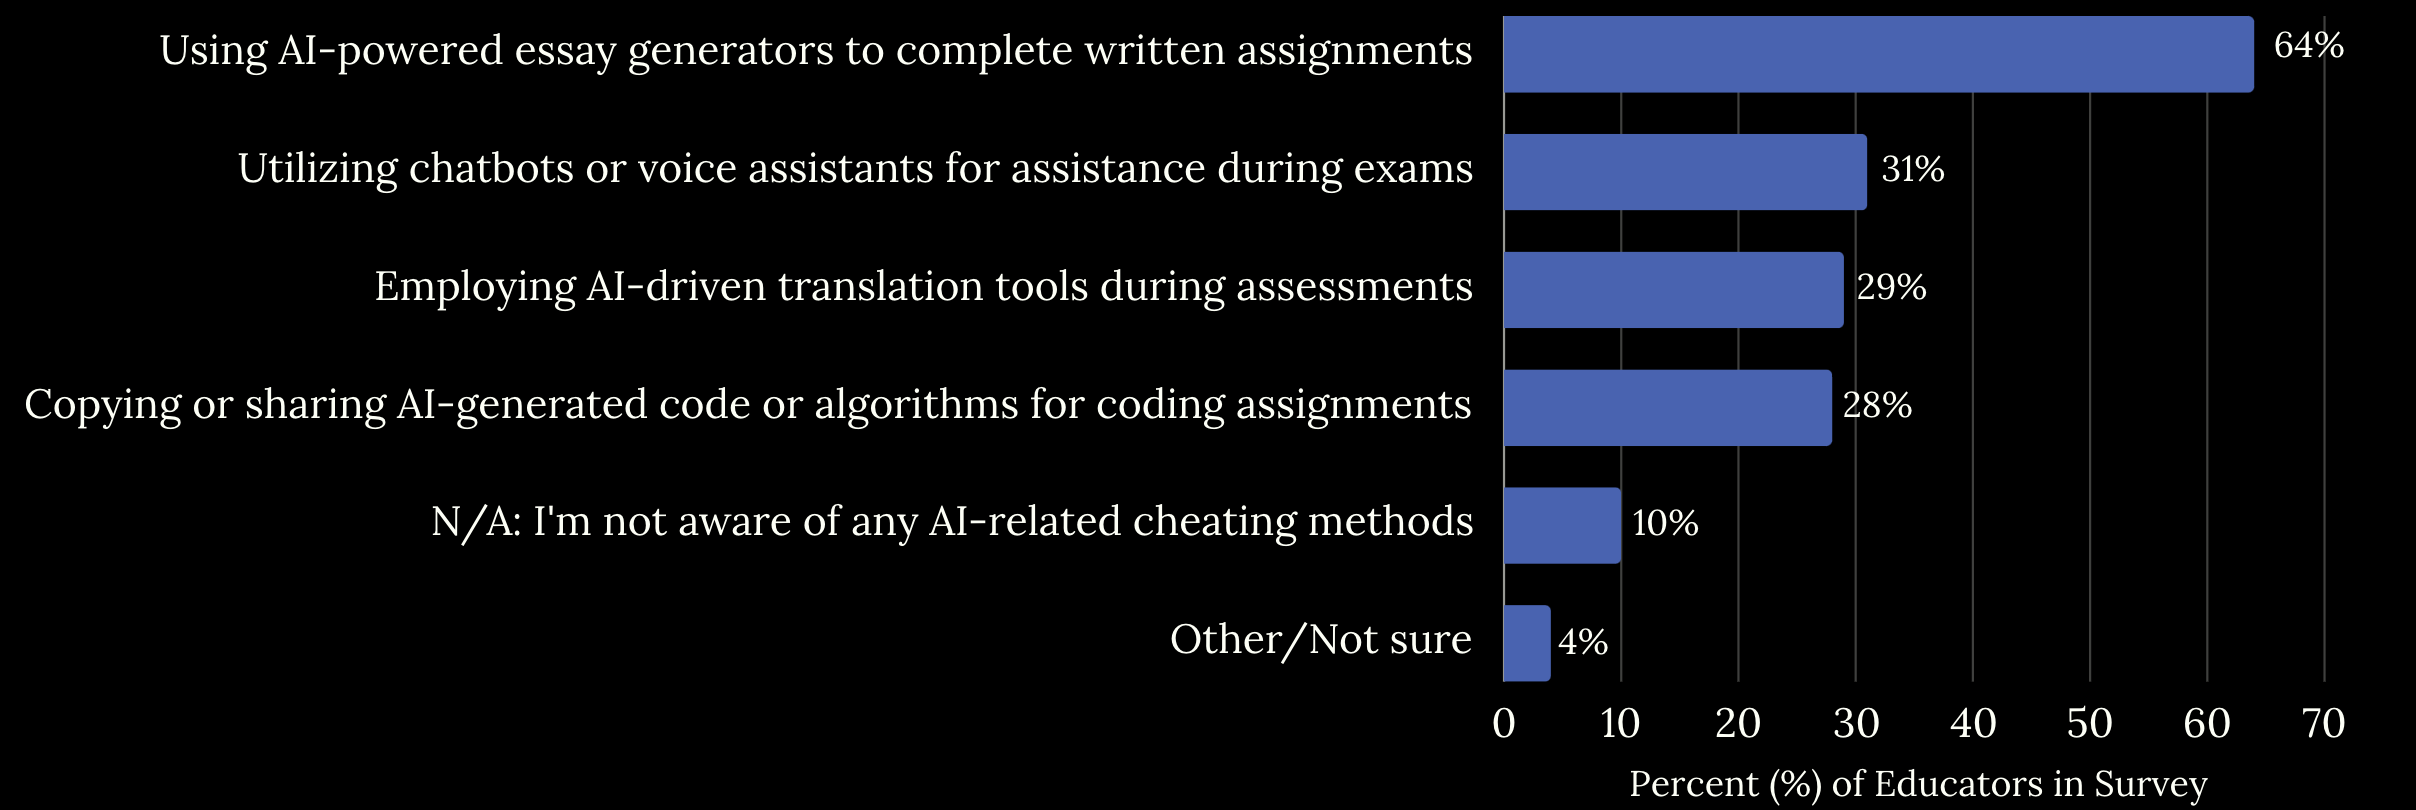 Using AI-powered essay generators to complete written assignments 64%
Utilizing chatbots or voice assistants for assistance during exams 31%
Employing AI-driven translation tools during assessments 29%
Copying or sharing AI-generated code or algorithms for coding assignments 28%
N/A: I'm not aware of any AI-related cheating methods 10%
Other/Not sure 4%
0 10 20 30 40 50 60 70
Percent (%) of Educators in Survey